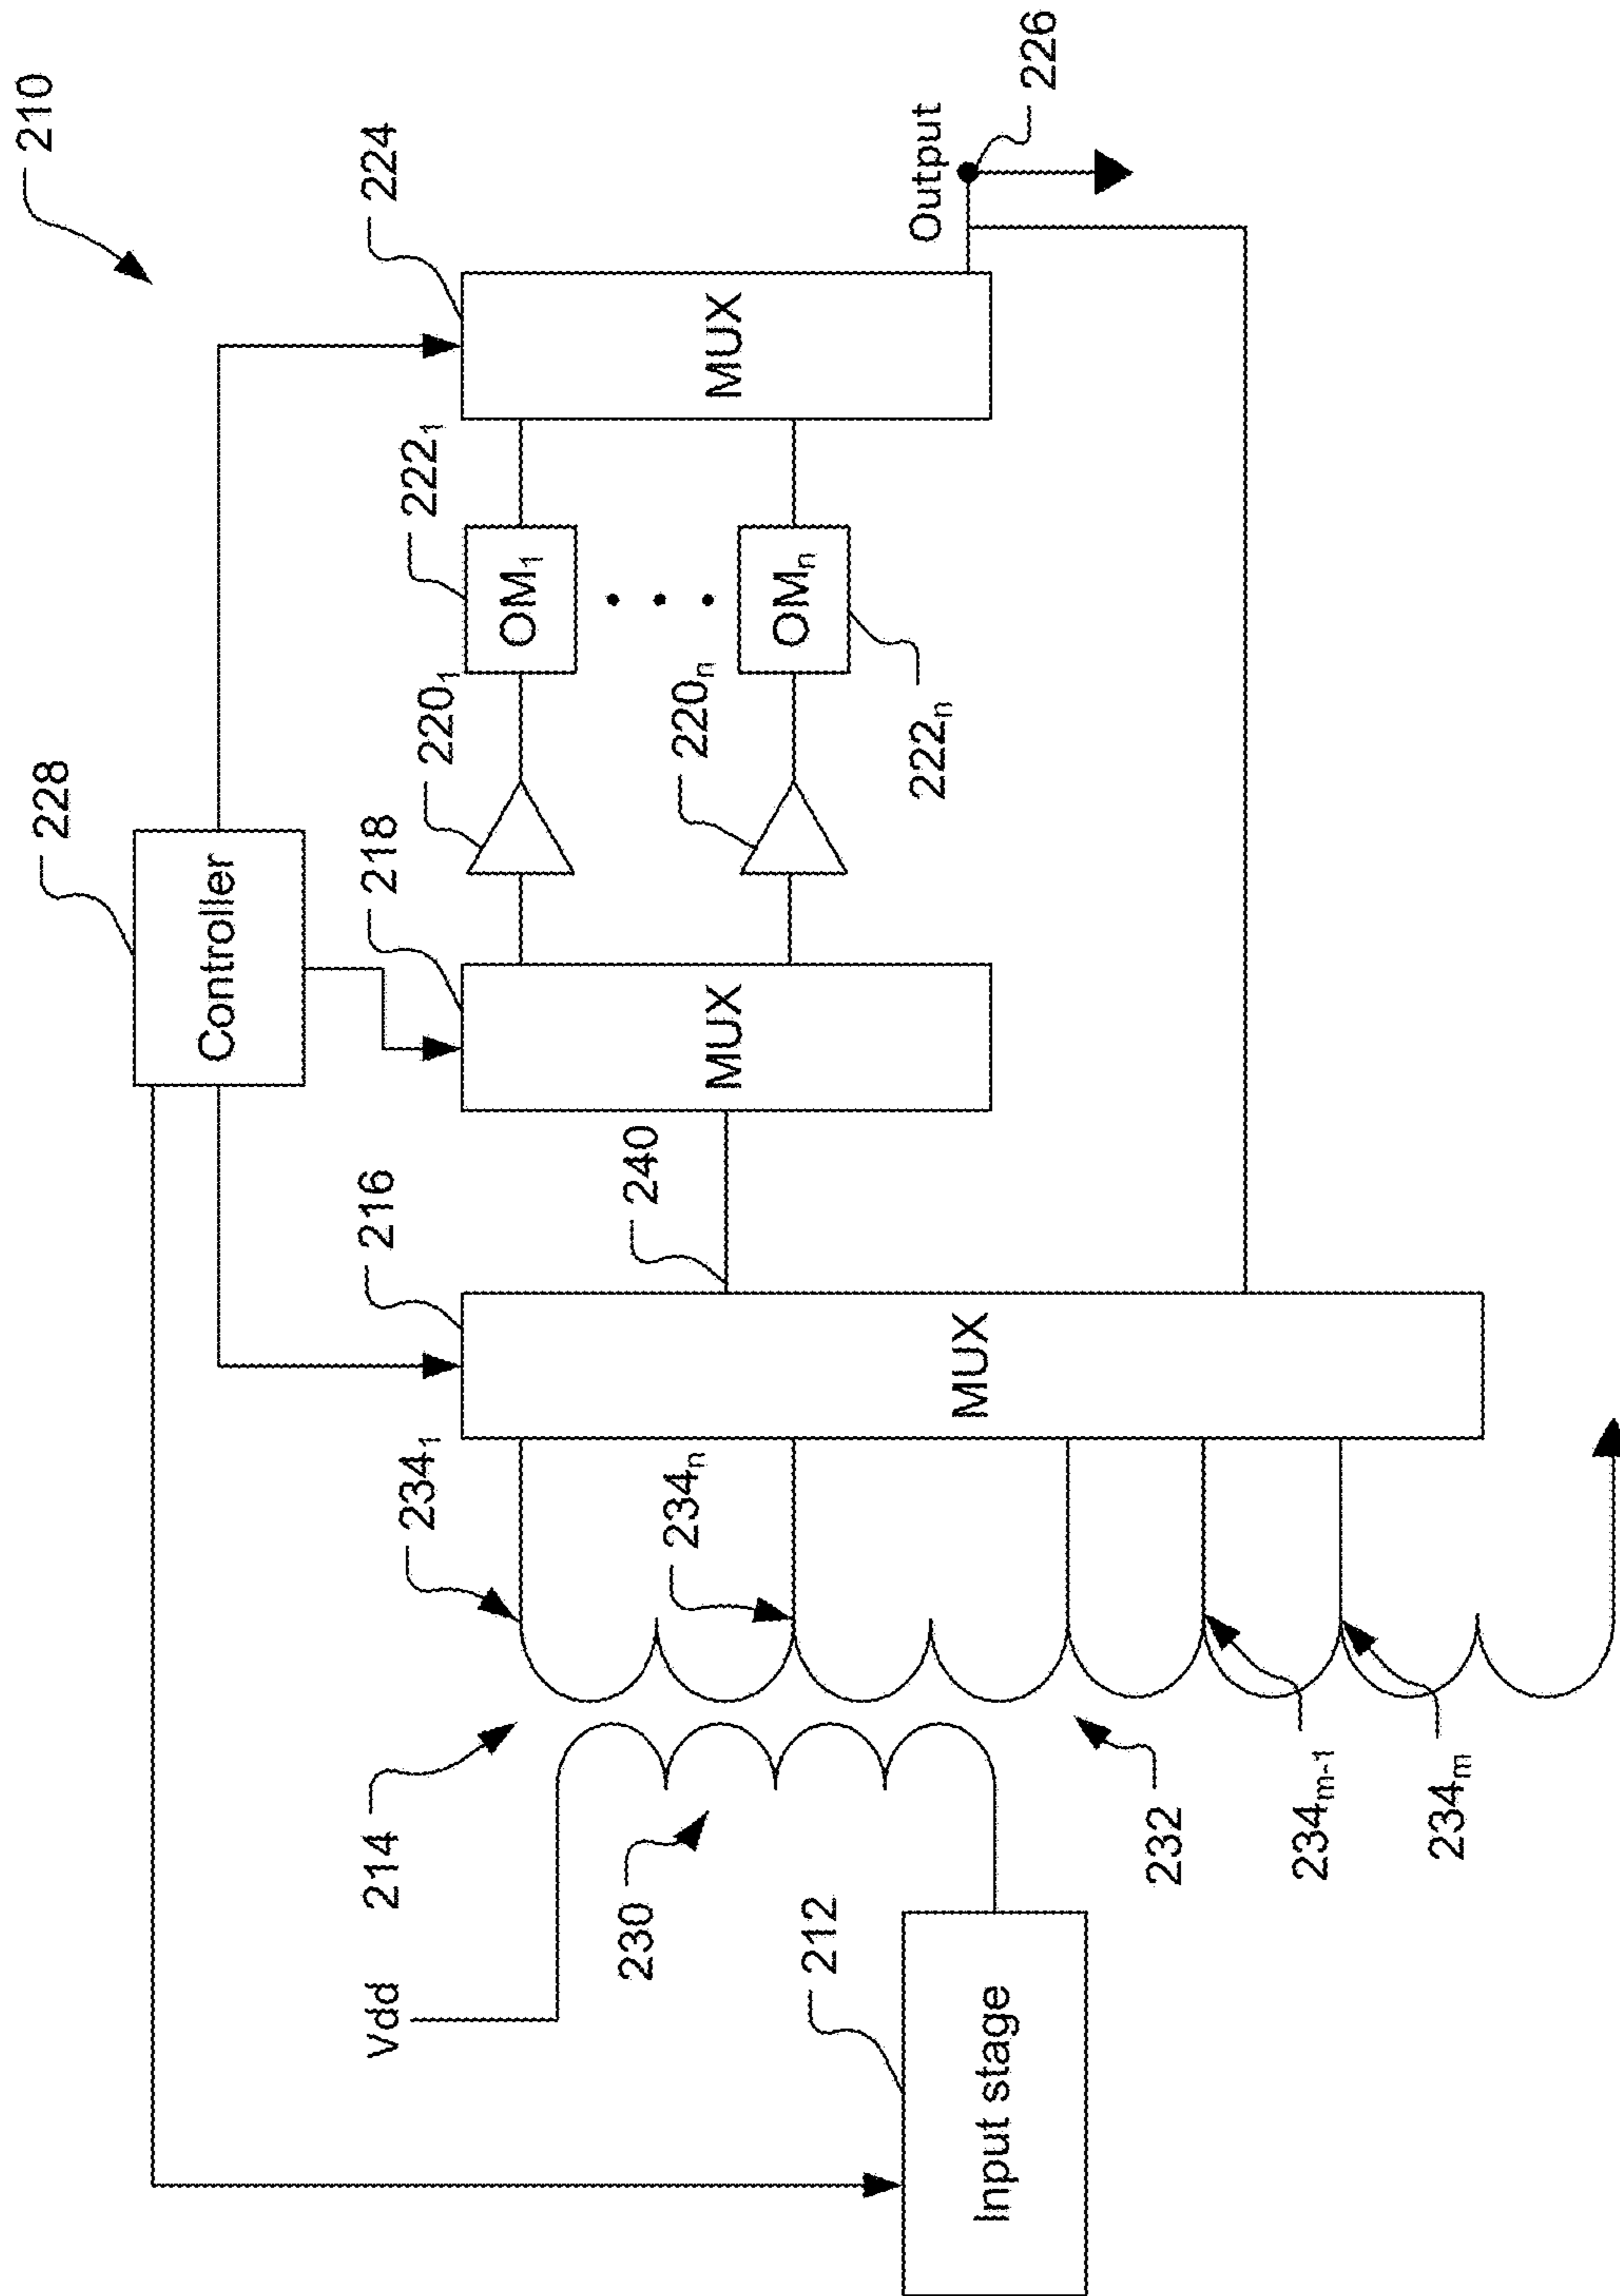 210
228
Controller
224
222₁
220₁
218
216
234₁
214
Vdd
OM₁
MUX
MUX
MUX
240
220ₙ
OMₙ
222ₙ
Output
226
234ₙ
230
212
Input stage
232
234ₘ₋₁
234ₘ